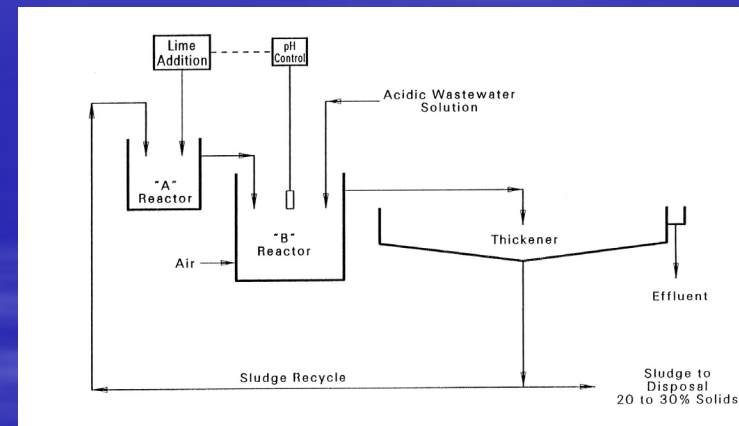 Lime
Addition
pH
Control
Acidic Wastewater
Solution
"A"
Reactor
"B"
Reactor
Thickener
Air
Effluent
Sludge Recycle
Sludge to
Disposal
20 to 30% Solids